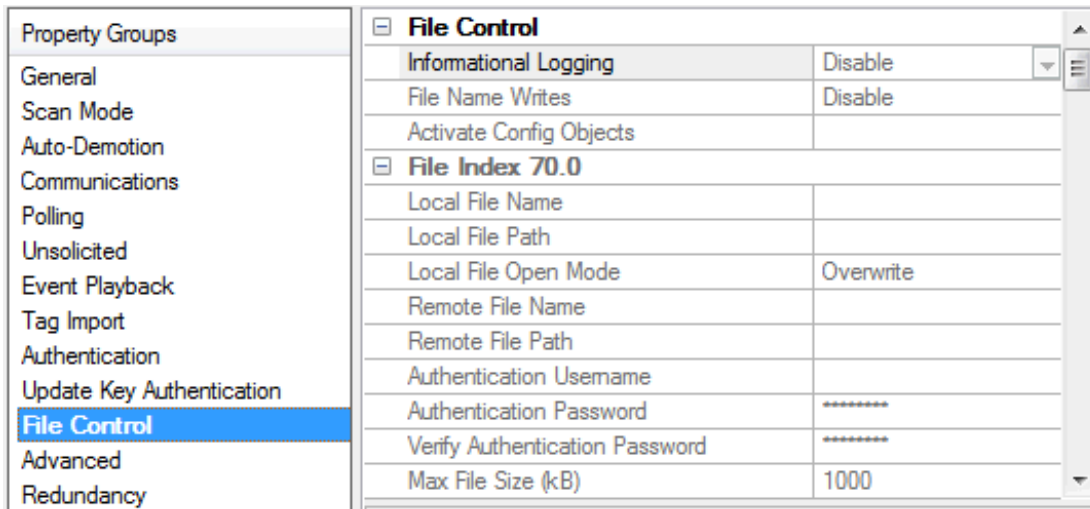 Property Groups
General
Scan Mode
Auto-Demotion
Communications
Polling
Unsolicited
Event Playback
Tag Import
Authentication
Update Key Authentication
File Control
Advanced
Redundancy
File Control
Informational Logging Disable
File Name Writes Disable
Activate Config Objects
File Index 70.0
Local File Name
Local File Path
Local File Open Mode Overwrite
Remote File Name
Remote File Path
Authentication Username
Authentication Password ********
Verify Authentication Password ********
Max File Size (kB) 1000